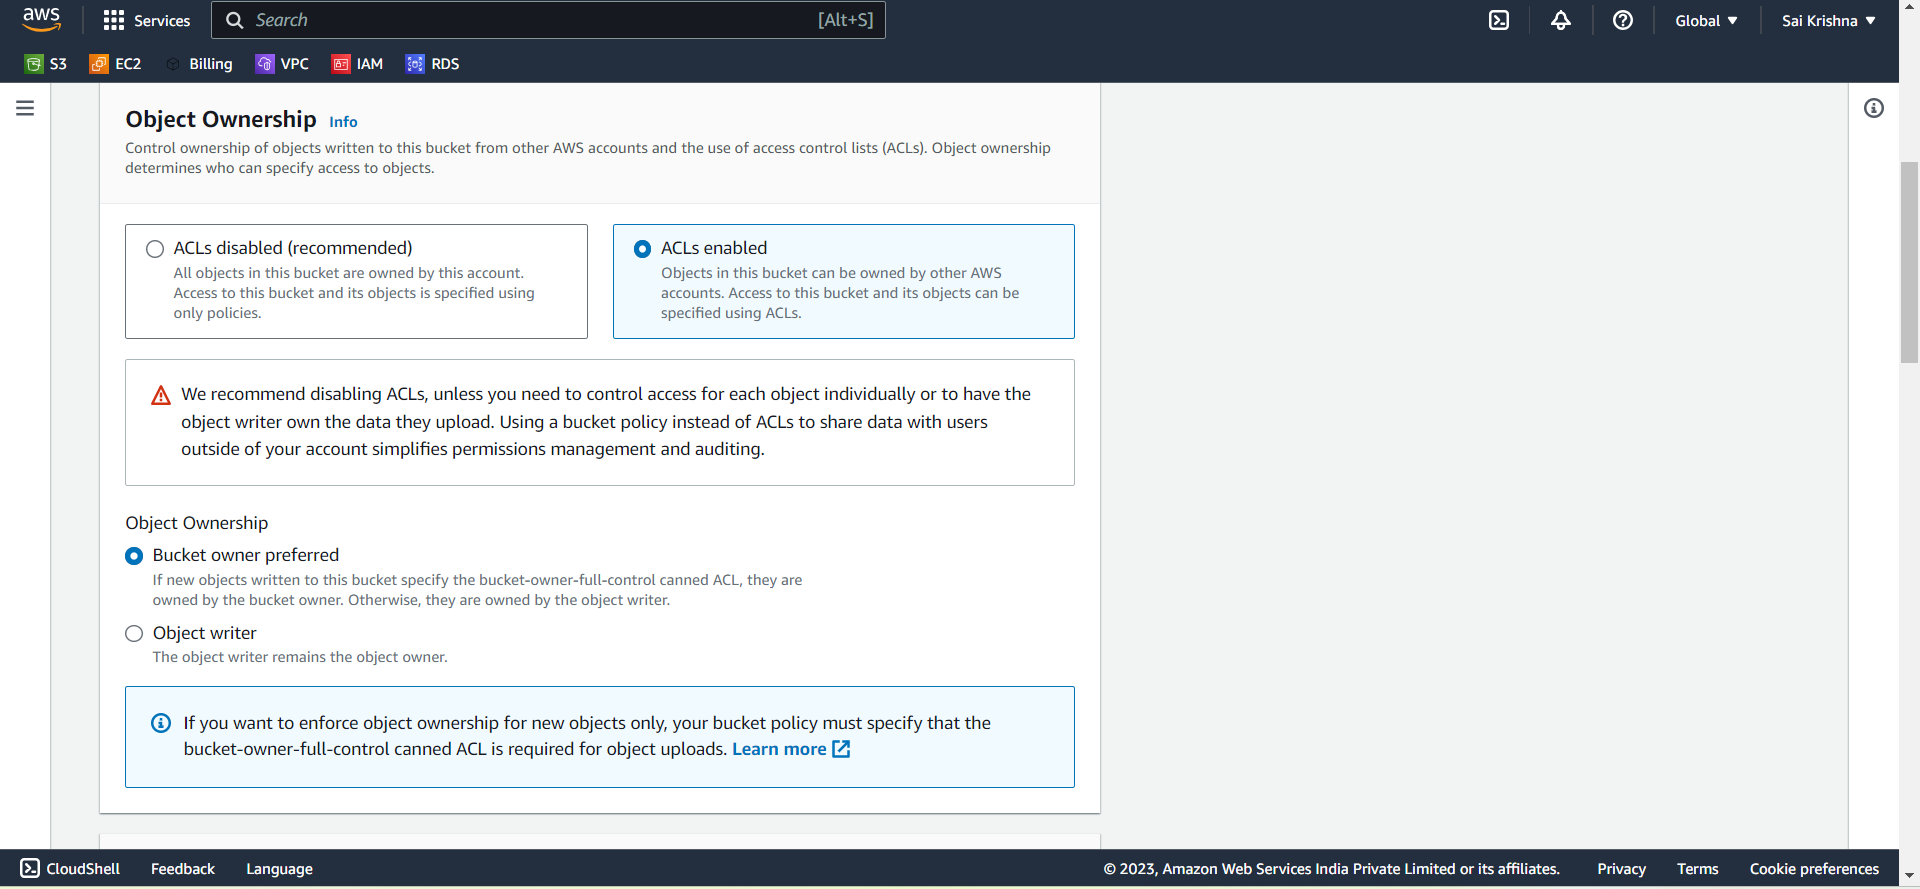 aws
Services
Search
[Alt+S]
Global
Sai Krishna
S3
EC2
Billing
VPC
IAM
RDS
Object Ownership Info
Control ownership of objects written to this bucket from other AWS accounts and the use of access control lists (ACLs). Object ownership
determines who can specify access to objects.
ACLs disabled (recommended)
All objects in this bucket are owned by this account.
Access to this bucket and its objects is specified using
only policies.
ACLs enabled
Objects in this bucket can be owned by other AWS
accounts. Access to this bucket and its objects can be
specified using ACLs.
We recommend disabling ACLs, unless you need to control access for each object individually or to have the
object writer own the data they upload. Using a bucket policy instead of ACLs to share data with users
outside of your account simplifies permissions management and auditing.
Object Ownership
Bucket owner preferred
If new objects written to this bucket specify the bucket-owner-full-control canned ACL, they are
owned by the bucket owner. Otherwise, they are owned by the object writer.
Object writer
The object writer remains the object owner.
If you want to enforce object ownership for new objects only, your bucket policy must specify that the
bucket-owner-full-control canned ACL is required for object uploads. Learn more
CloudShell
Feedback
Language
© 2023, Amazon Web Services India Private Limited or its affiliates.
Privacy
Terms
Cookie preferences